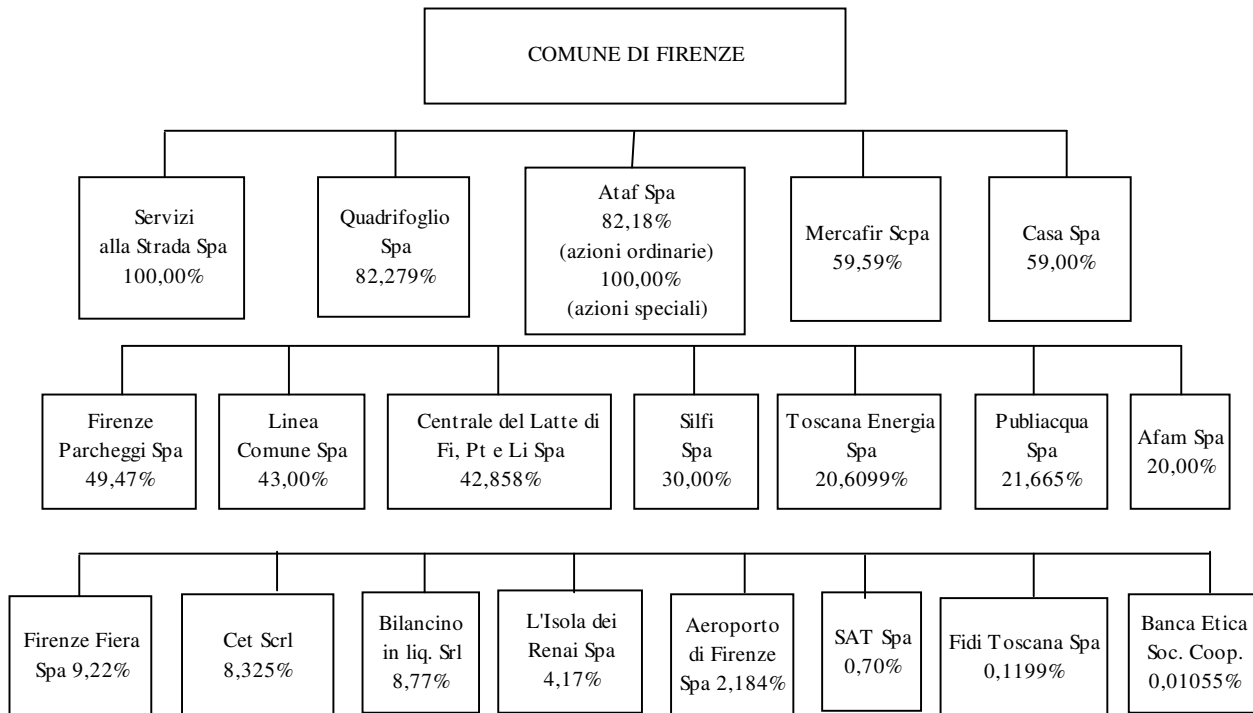 COMUNE DI FIRENZE
Servizi
alla Strada Spa
100,00%
Quadrifoglio
Spa
82,279%
Ataf Spa
82,18%
(azioni ordinarie)
100,00%
(azioni speciali)
Mercafir Scpa
59,59%
Casa Spa
59,00%
Firenze
Parcheggi Spa
49,47%
Linea
Comune Spa
43,00%
Centrale del Latte di
Fi, Pt e Li Spa
42,858%
Silfi
Spa
30,00%
Toscana Energia
Spa
20,6099%
Publiacqua
Spa
21,665%
Afam Spa
20,00%
Firenze Fiera
Spa 9,22%
Cet Scrl
8,325%
Bilancino
in liq. Srl
8,77%
L'Isola dei
Renai Spa
4,17%
Aeroporto
di Firenze
Spa 2,184%
SAT Spa
0,70%
Fidi Toscana Spa
0,1199%
Banca Etica
Soc. Coop.
0,01055%